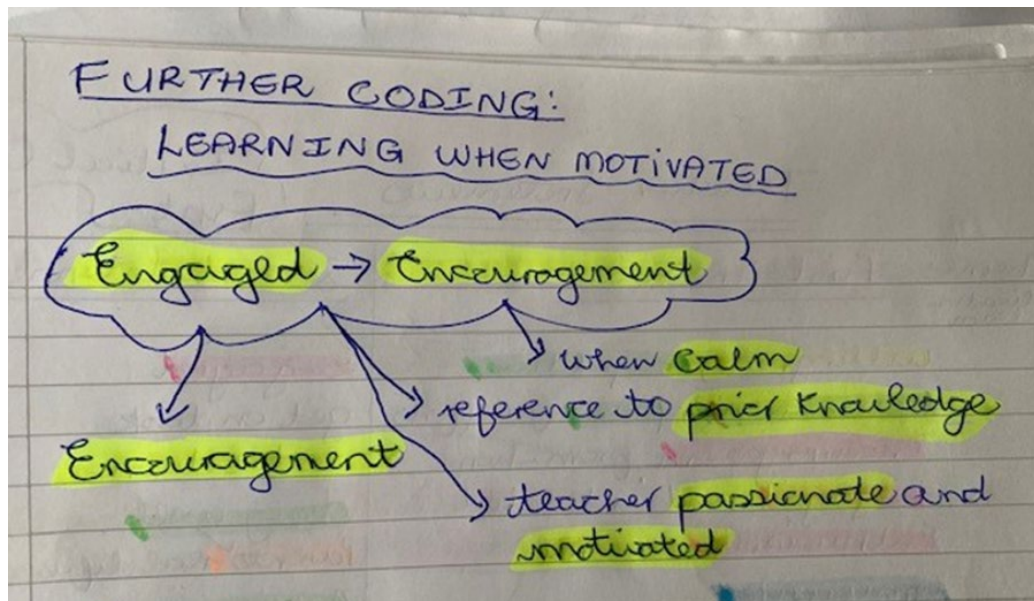 FURTHER CODING:
LEARNING WHEN MOTIVATED
Engaged → Encouragement
when calm
reference to prior knowledge
Encouragement
teacher passionate and
motivated